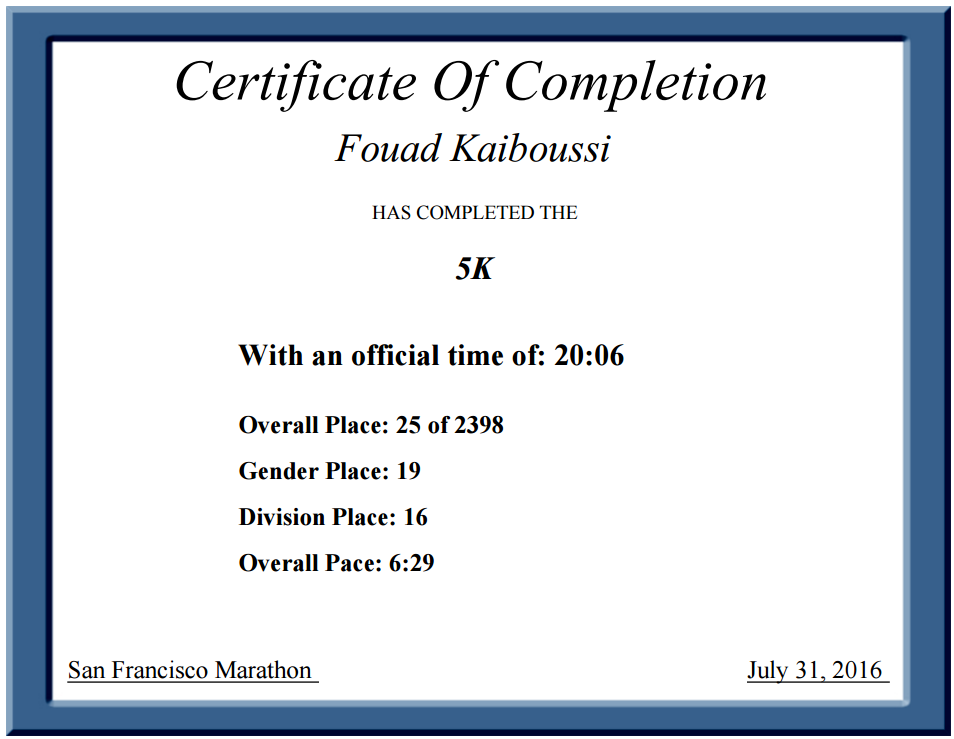 Certificate Of Completion
Fouad Kaiboussi
HAS COMPLETED THE
5K
With an official time of: 20:06
Overall Place: 25 of 2398
Gender Place: 19
Division Place: 16
Overall Pace: 6:29
San Francisco Marathon
July 31, 2016